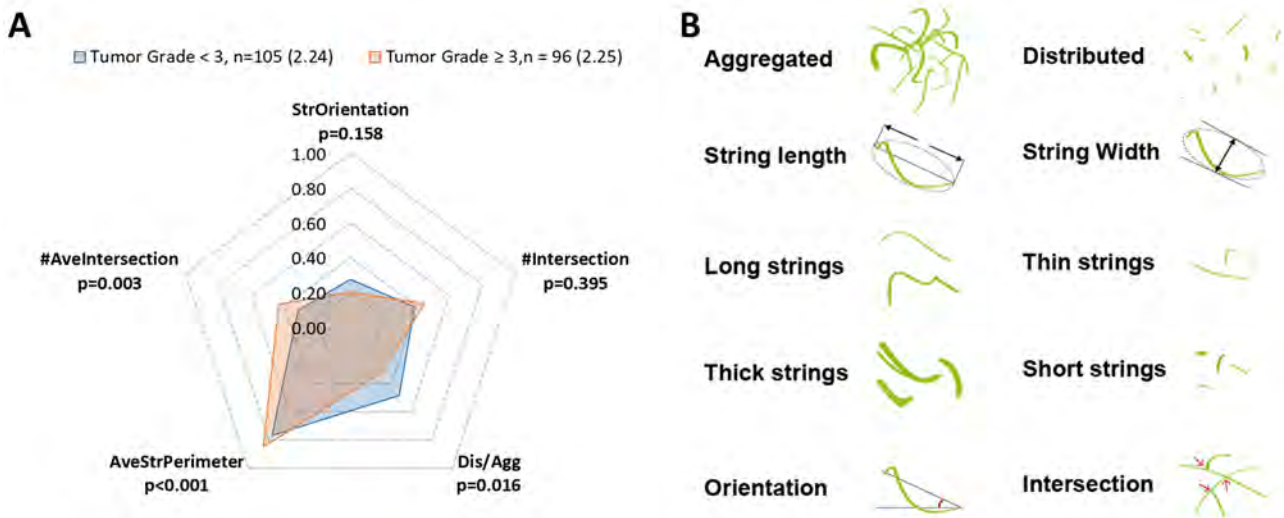 A
Tumor Grade < 3, n=105 (2.24)
Tumor Grade ≥ 3,n = 96 (2.25)
StrOrientation
p=0.158
1.00
0.80
0.60
0.40
0.20
0.00
#AveIntersection
p=0.003
#Intersection
p=0.395
AveStrPerimeter
p<0.001
Dis/Agg
p=0.016
B
Aggregated
Distributed
String length
String Width
Long strings
Thin strings
Thick strings
Short strings
Orientation
Intersection